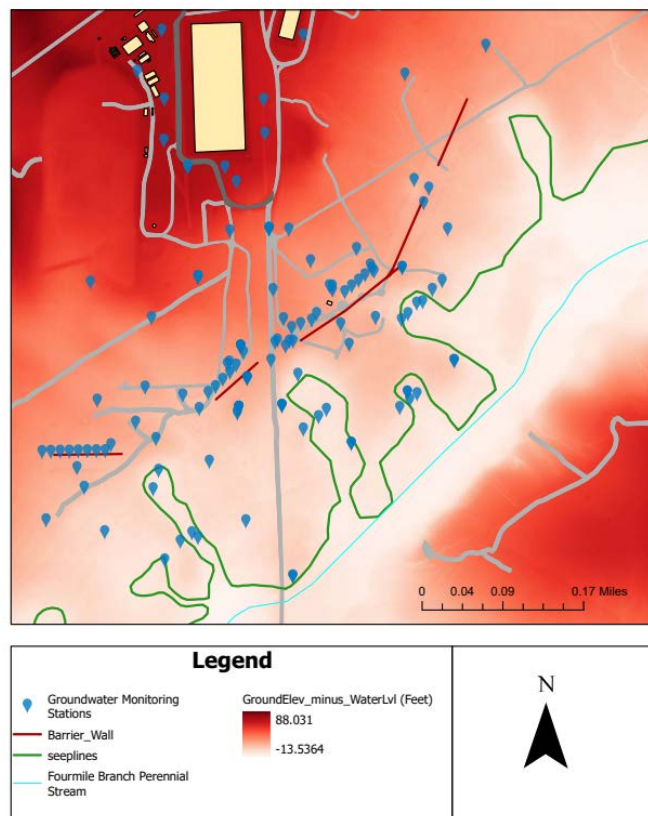 0 0.04 0.09 0.17 Miles
Legend
Groundwater Monitoring
Stations
Barrier_Wall
seeplines
Fourmile Branch Perennial
Stream
GroundElev_minus_WaterLvl (Feet)
88.031
-13.5364
N